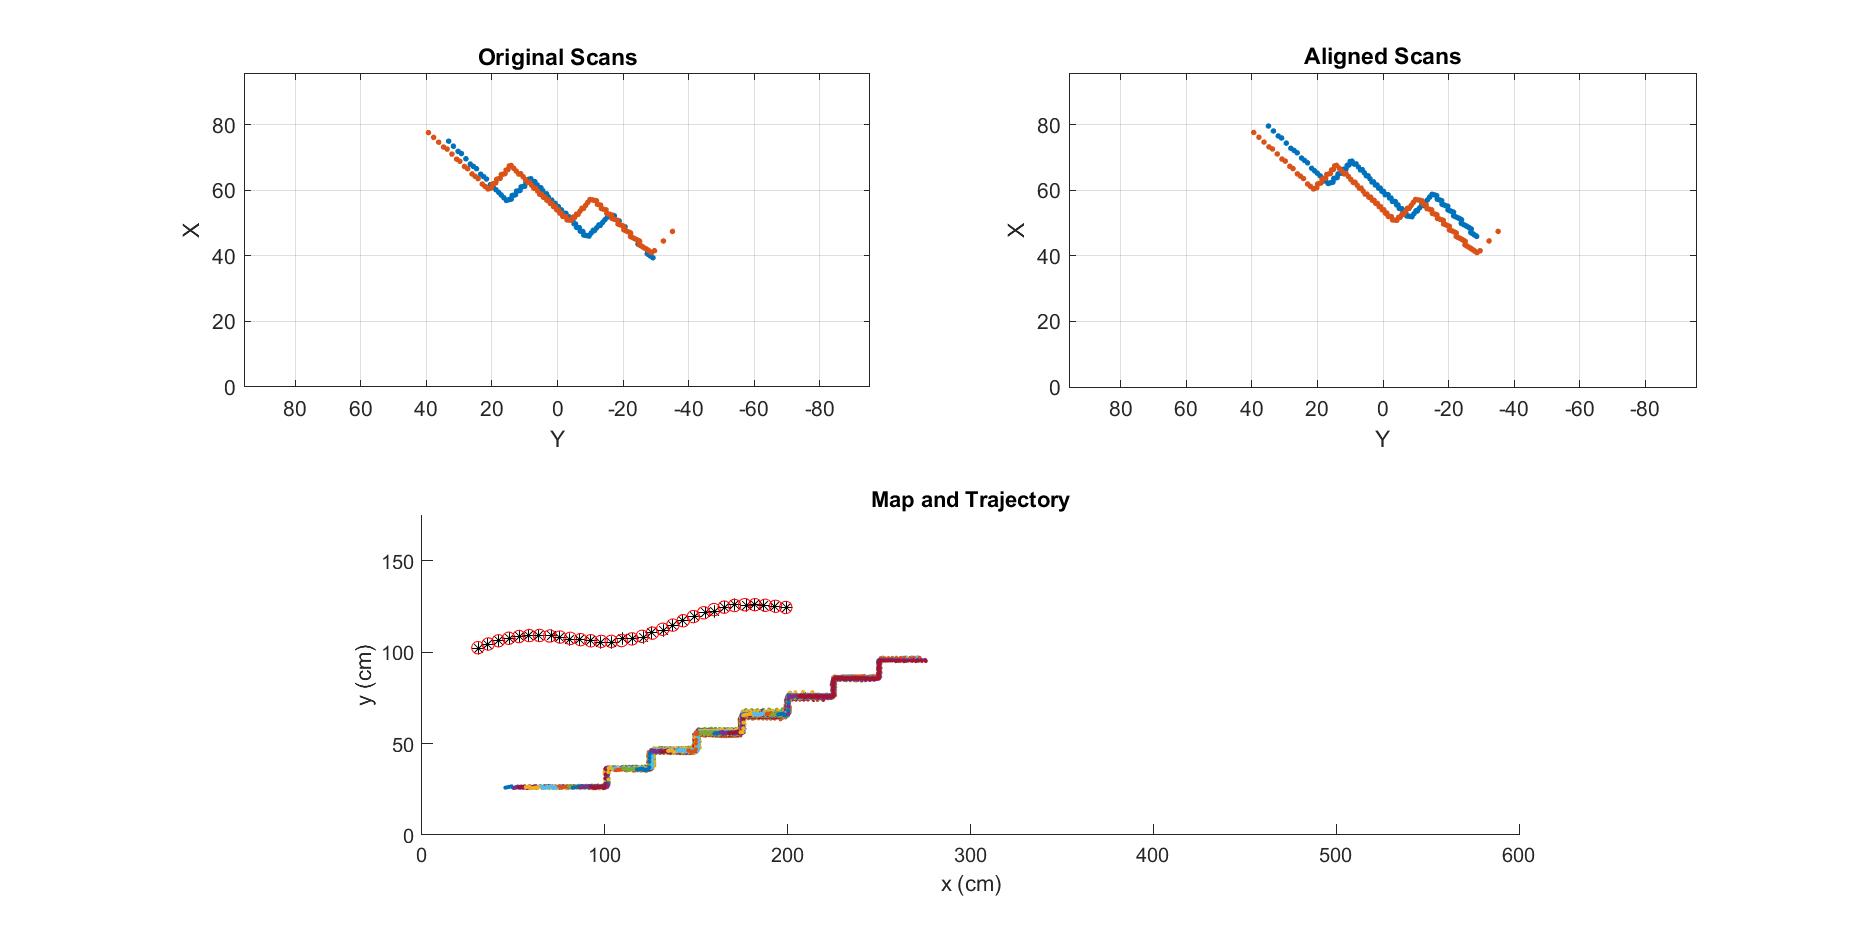 Original Scans
80
60
40
20
0
X
80 60 40 20 0 -20 -40 -60 -80
Y
Aligned Scans
80
60
40
20
0
X
80 60 40 20 0 -20 -40 -60 -80
Y
Map and Trajectory
150
100
50
0
y (cm)
0 100 200 300 400 500 600
x (cm)